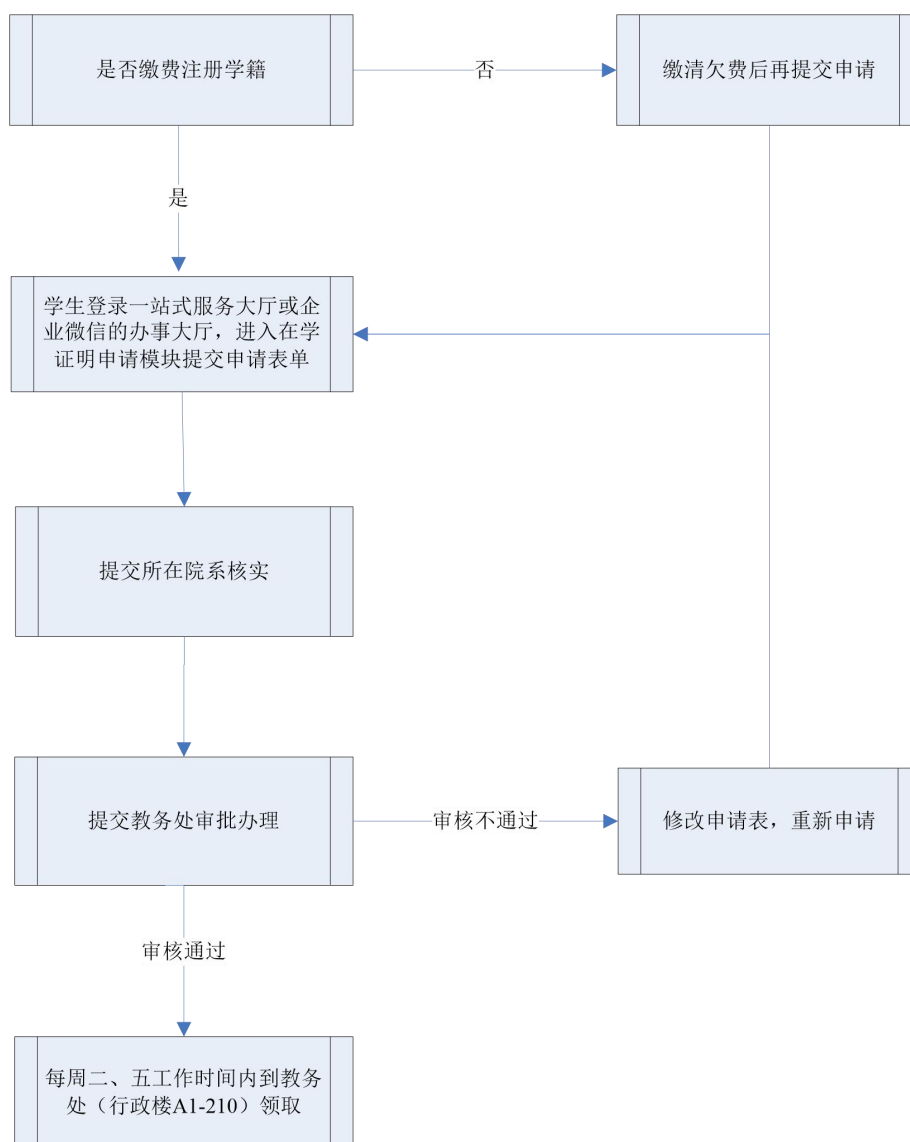 是否缴费注册学籍
否
缴清欠费后再提交申请
是
学生登录一站式服务大厅或企
业微信的办事大厅，进入在学
证明申请模块提交申请表单
提交所在院系核实
提交教务处审批办理
审核不通过
修改申请表，重新申请
审核通过
每周二、五工作时间内到教务
处（行政楼A1-210）领取